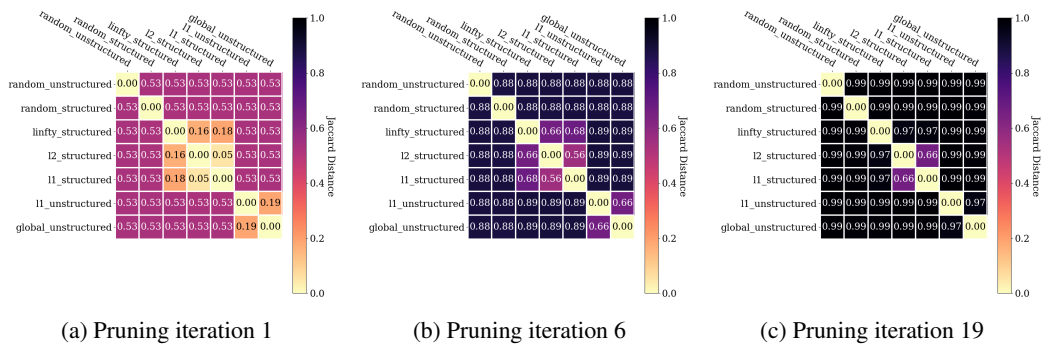 random_unstructured
random_structured
linfty_structured
l2_structured
l1_structured
l1_unstructured
global_unstructured
random_unstructured 0.00 0.53 0.53 0.53 0.53 0.53 0.53
random_structured 0.53 0.00 0.53 0.53 0.53 0.53 0.53
linfty_structured 0.53 0.53 0.00 0.16 0.18 0.53 0.53
l2_structured 0.53 0.53 0.16 0.00 0.05 0.53 0.53
l1_structured 0.53 0.53 0.18 0.05 0.00 0.53 0.53
l1_unstructured 0.53 0.53 0.53 0.53 0.53 0.00 0.19
global_unstructured 0.53 0.53 0.53 0.53 0.53 0.19 0.00
1.0
0.8
0.6
0.4
0.2
0.0
Jaccard Distance
(a) Pruning iteration 1
random_unstructured
random_structured
linfty_structured
l2_structured
l1_structured
l1_unstructured
global_unstructured
random_unstructured 0.00 0.88 0.88 0.88 0.88 0.88 0.88
random_structured 0.88 0.00 0.88 0.88 0.88 0.88 0.88
linfty_structured 0.88 0.88 0.00 0.66 0.68 0.89 0.89
l2_structured 0.88 0.88 0.66 0.00 0.56 0.89 0.89
l1_structured 0.88 0.88 0.68 0.56 0.00 0.89 0.89
l1_unstructured 0.88 0.88 0.89 0.89 0.89 0.00 0.66
global_unstructured 0.88 0.88 0.89 0.89 0.89 0.66 0.00
1.0
0.8
0.6
0.4
0.2
0.0
Jaccard Distance
(b) Pruning iteration 6
random_unstructured
random_structured
linfty_structured
l2_structured
l1_structured
l1_unstructured
global_unstructured
random_unstructured 0.00 0.99 0.99 0.99 0.99 0.99 0.99
random_structured 0.99 0.00 0.99 0.99 0.99 0.99 0.99
linfty_structured 0.99 0.99 0.00 0.97 0.97 0.99 0.99
l2_structured 0.99 0.99 0.97 0.00 0.66 0.99 0.99
l1_structured 0.99 0.99 0.97 0.66 0.00 0.99 0.99
l1_unstructured 0.99 0.99 0.99 0.99 0.99 0.00 0.97
global_unstructured 0.99 0.99 0.99 0.99 0.99 0.97 0.00
1.0
0.8
0.6
0.4
0.2
0.0
Jaccard Distance
(c) Pruning iteration 19